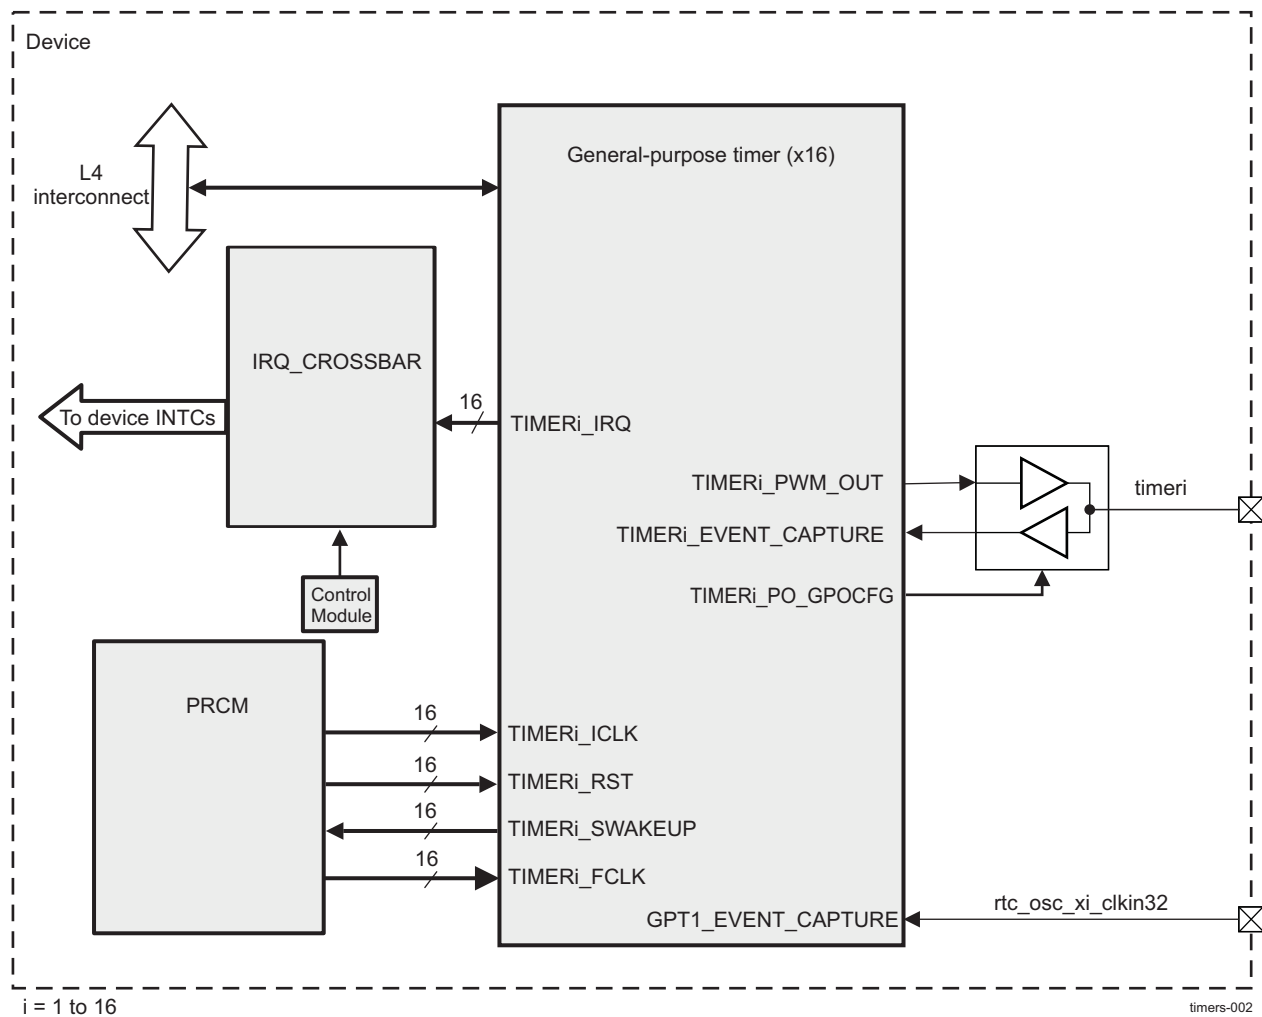 Device
L4
interconnect
General-purpose timer (x16)
IRQ_CROSSBAR
To device INTCs
16
TIMERi_IRQ
TIMERi_PWM_OUT
timeri
TIMERi_EVENT_CAPTURE
TIMERi_PO_GPOCFG
Control
Module
PRCM
16
TIMERi_ICLK
16
TIMERi_RST
16
TIMERi_SWAKEUP
16
TIMERi_FCLK
rtc_osc_xi_clkin32
GPT1_EVENT_CAPTURE
i = 1 to 16
timers-002